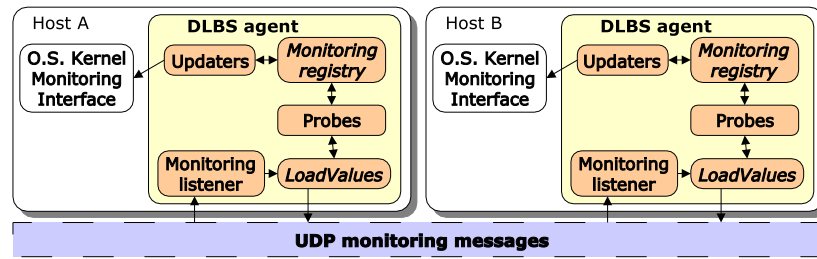 Host A
DLBS agent
O.S. Kernel
Monitoring
Interface
Updaters
Monitoring
registry
Probes
Monitoring
listener
LoadValues
Host B
DLBS agent
O.S. Kernel
Monitoring
Interface
Updaters
Monitoring
registry
Probes
Monitoring
listener
LoadValues
UDP monitoring messages